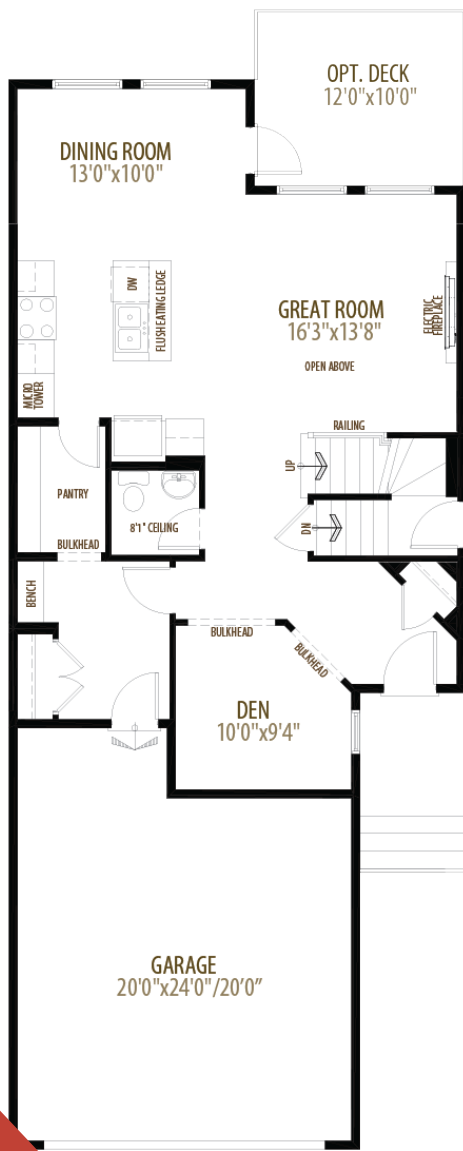 OPT. DECK
12'0"x10'0"
DINING ROOM
13'0"x10'0"
DW
FLUSH EATING LEDGE
GREAT ROOM
16'3"x13'8"
ELECTRIC
FIREPLACE
OPEN ABOVE
MICRO
TOWER
RAILING
UP
PANTRY
8'1" CEILING
DN
BULKHEAD
BENCH
BULKHEAD
BULKHEAD
DEN
10'0"x9'4"
GARAGE
20'0"x24'0"/20'0"